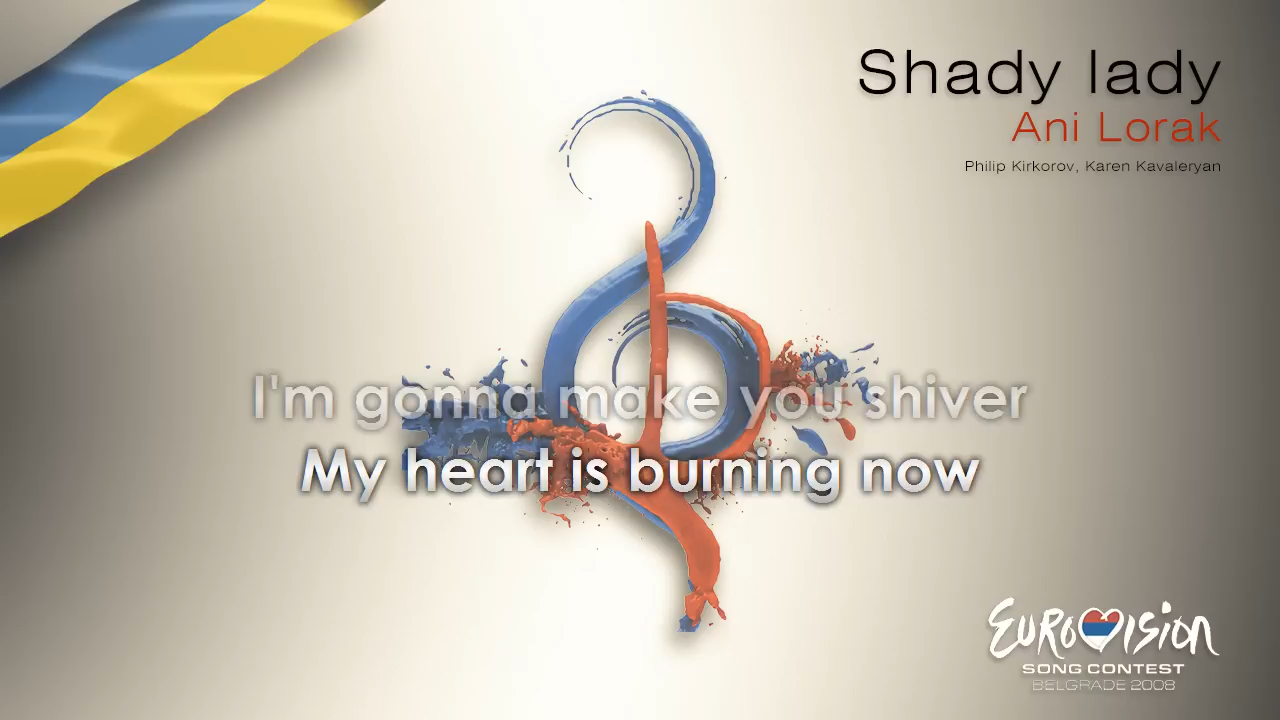 Shady lady
Ani Lorak
Philip Kirkorov, Karen Kavaleryan
I'm gonna make you shiver
My heart is burning now
EUROVISION
SONG CONTEST
BELGRADE 2008